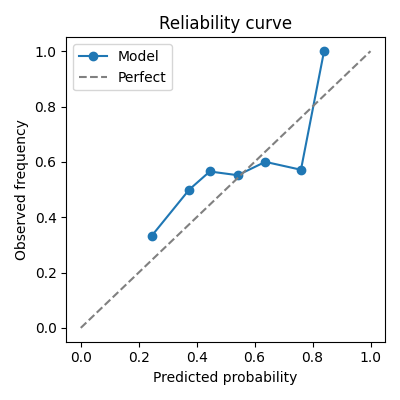 Reliability curve
Model
Perfect
Observed frequency
1.0
0.8
0.6
0.4
0.2
0.0
0.0 0.2 0.4 0.6 0.8 1.0
Predicted probability